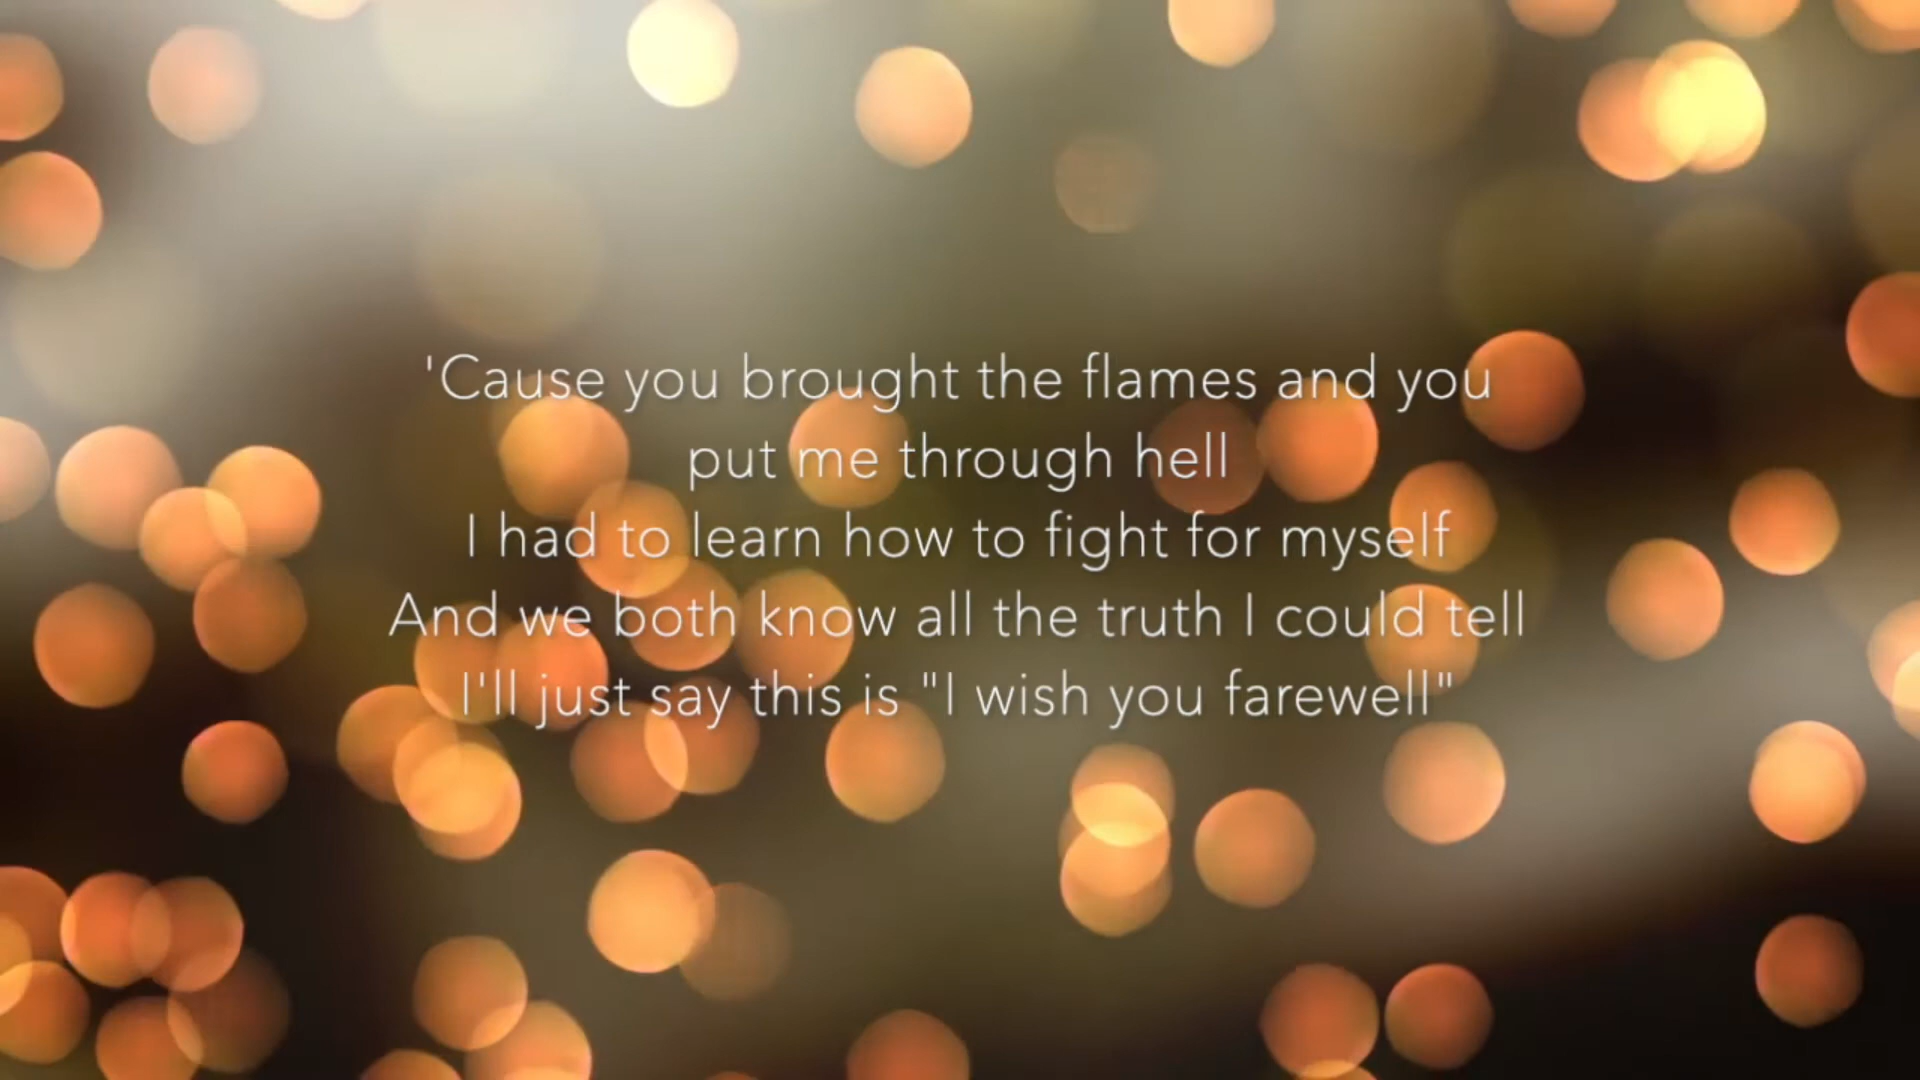 'Cause you brought the flames and you
put me through hell
I had to learn how to fight for myself
And we both know all the truth I could tell
I'll just say this is "I wish you farewell"